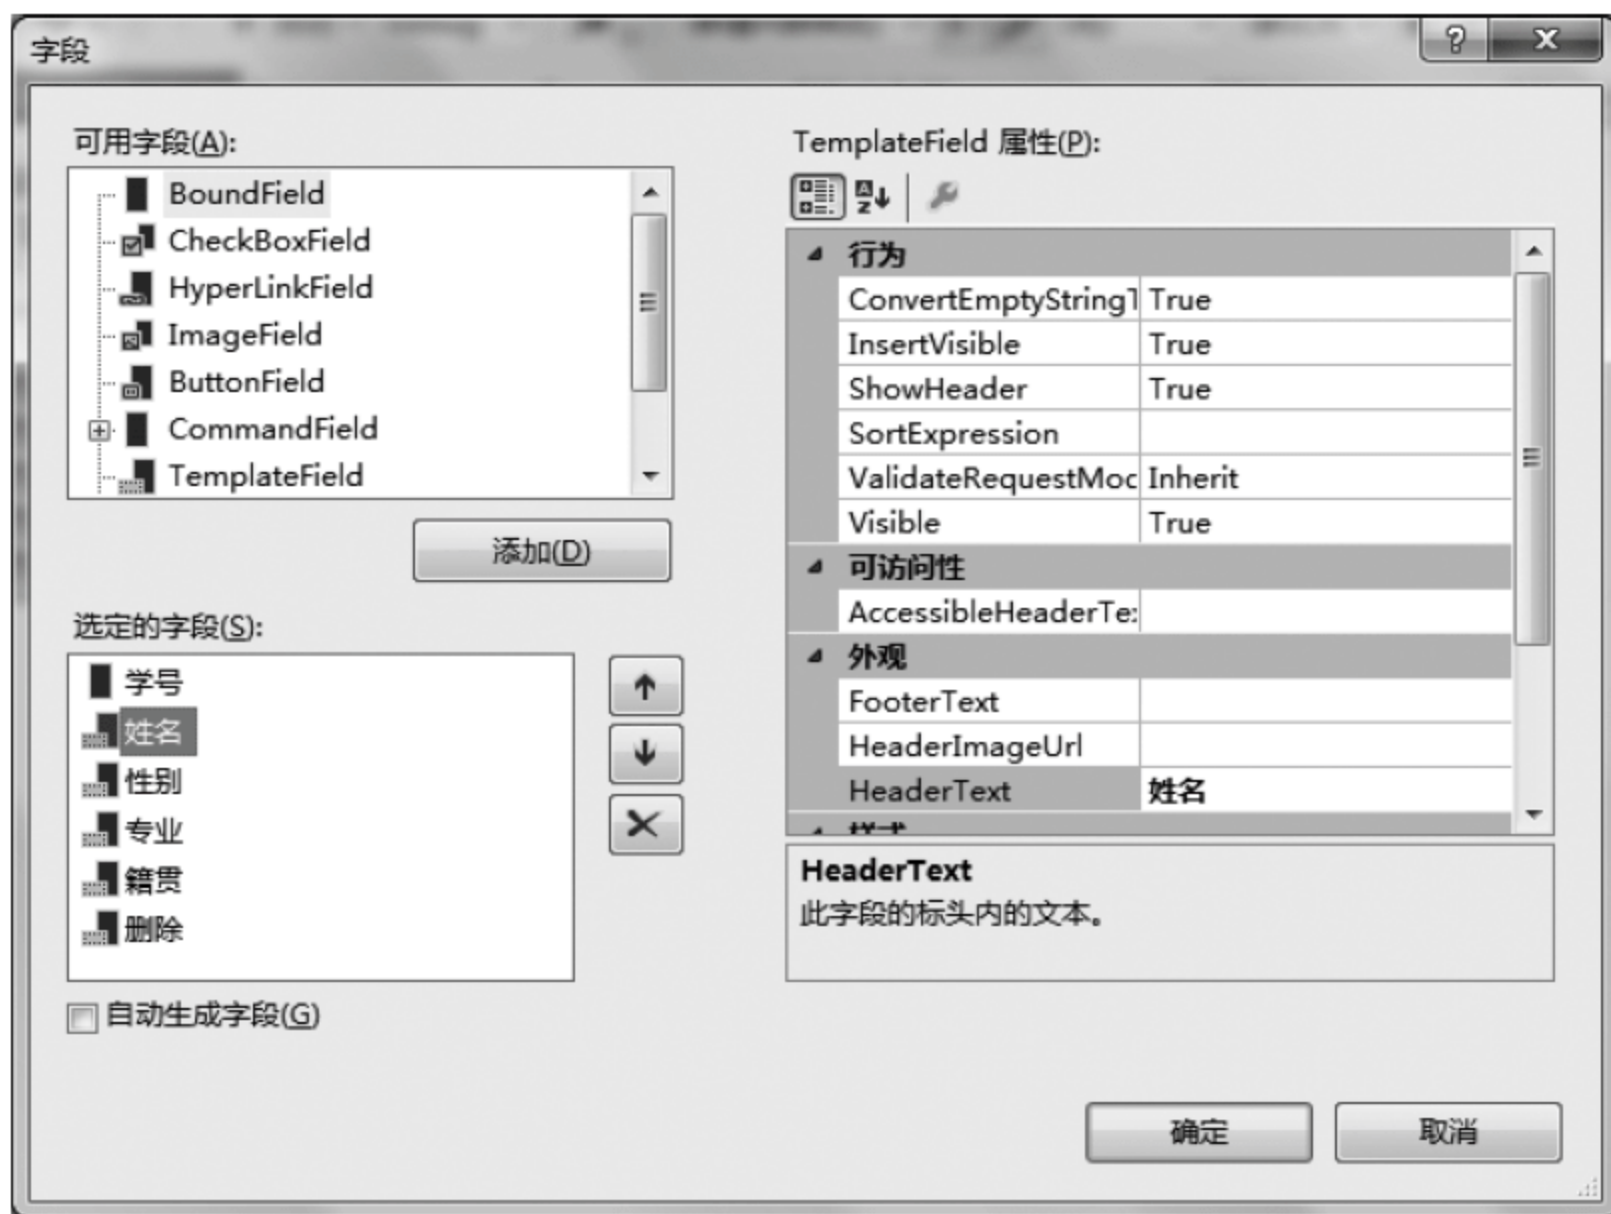 字段
可用字段(A):
BoundField
CheckBoxField
HyperLinkField
ImageField
ButtonField
CommandField
TemplateField
添加(D)
选定的字段(S):
学号
姓名
性别
专业
籍贯
删除
自动生成字段(G)
TemplateField 属性(P):
行为
ConvertEmptyString True
InsertVisible True
ShowHeader True
SortExpression
ValidateRequestMod Inherit
Visible True
可访问性
AccessibleHeaderTe
外观
FooterText
HeaderImageUrl
HeaderText 姓名
HeaderText
此字段的标头内的文本。
确定
取消